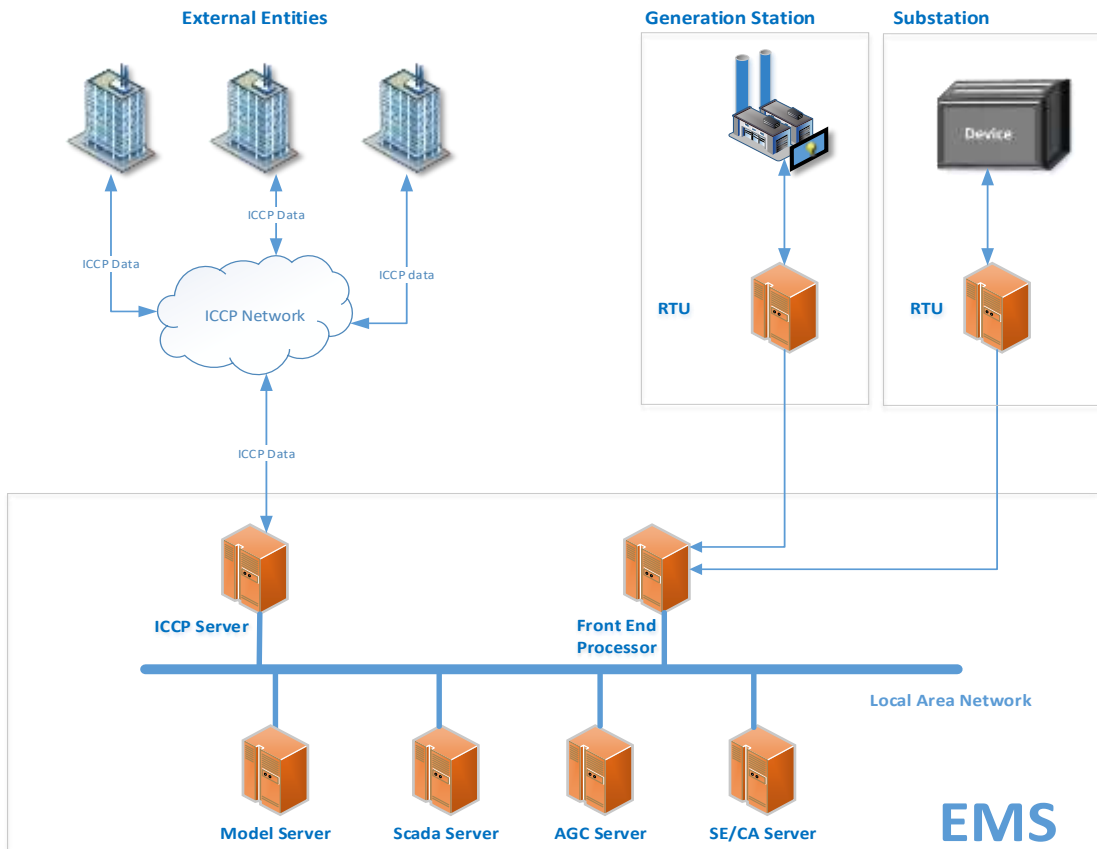 External Entities
Generation Station
Substation
Device
ICCP Data
ICCP Data
ICCP data
ICCP Network
RTU
RTU
ICCP Data
ICCP Server
Front End
Processor
Local Area Network
Model Server
Scada Server
AGC Server
SE/CA Server
EMS